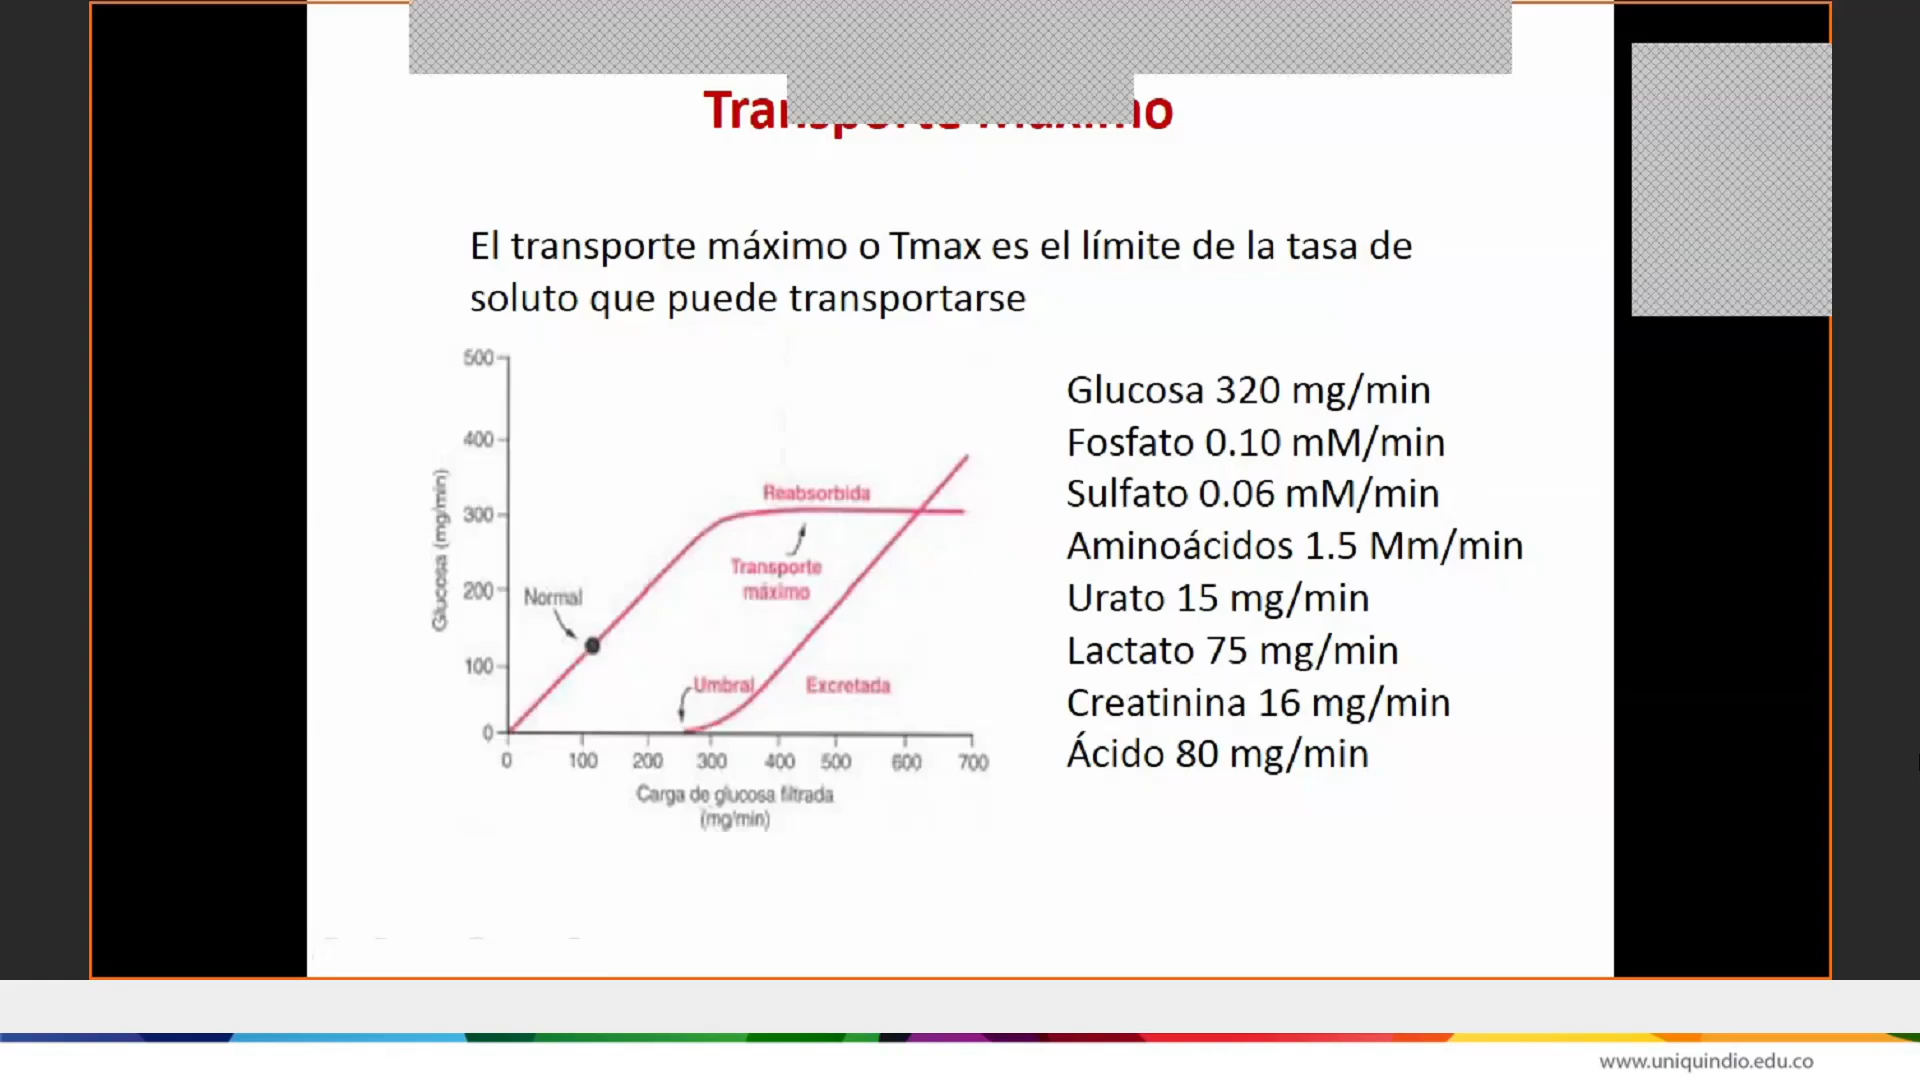 Transporte Máximo
El transporte máximo o Tmax es el límite de la tasa de
soluto que puede transportarse
500
400
300
200
100
0
Glucosa (mg/min)
Reabsorbida
Transporte
máximo
Normal
Umbral
Excretada
0 100 200 300 400 500 600 700
Carga de glucosa filtrada
(mg/min)
Glucosa 320 mg/min
Fosfato 0.10 mM/min
Sulfato 0.06 mM/min
Aminoácidos 1.5 Mm/min
Urato 15 mg/min
Lactato 75 mg/min
Creatinina 16 mg/min
Ácido 80 mg/min
www.uniquindio.edu.co